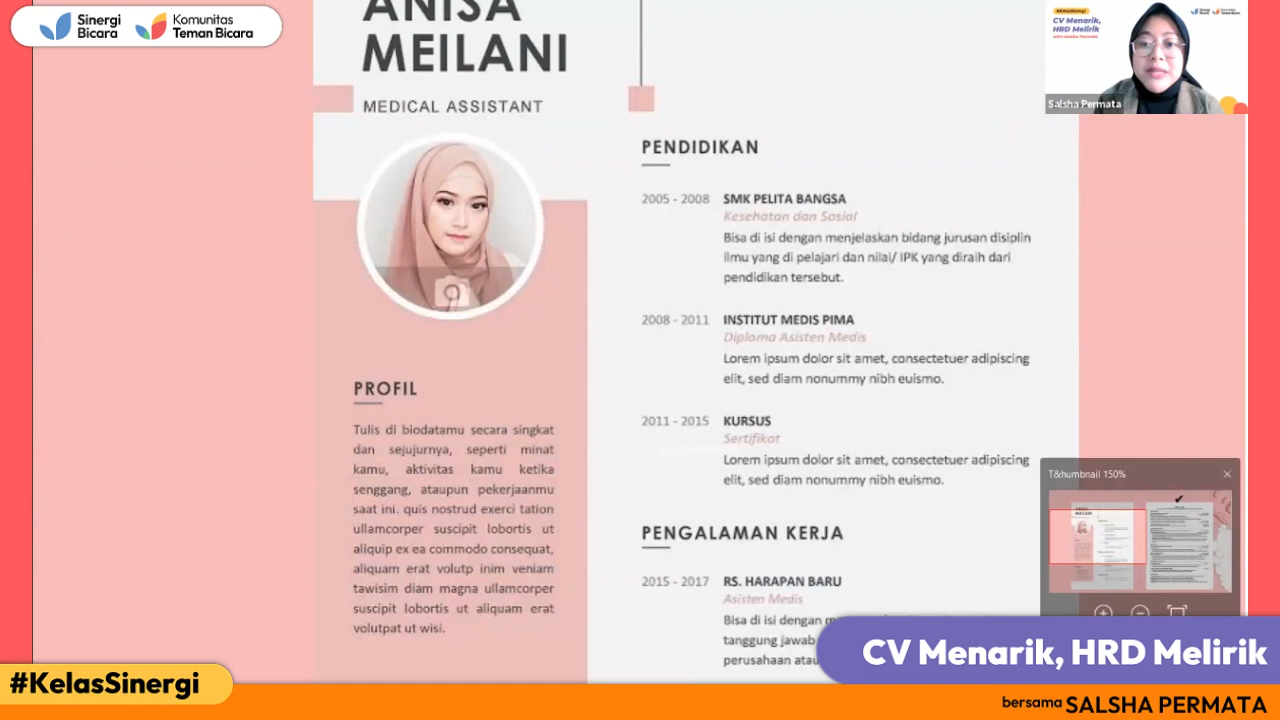 Sinergi
Bicara
Komunitas
Teman Bicara
ANISA
MEILANI
MEDICAL ASSISTANT
PROFIL
Tulis di biodatamu secara singkat
dan sejujurnya, seperti minat
kamu, aktivitas kamu ketika
senggang, ataupun pekerjaanmu
saat ini. quis nostrud exerci tation
ullamcorper suscipit lobortis ut
aliquip ex ea commodo consequat,
aliquam erat volutp inim veniam
tawisim diam magna ullamcorper
suscipit lobortis ut aliquam erat
volutpat ut wisi.
PENDIDIKAN
2005 - 2008 SMK PELITA BANGSA
Kesehatan dan Sosial
Bisa di isi dengan menjelaskan bidang jurusan disiplin
ilmu yang di pelajari dan nilai/ IPK yang diraih dari
pendidikan tersebut.
2008 - 2011 INSTITUT MEDIS PIMA
Diploma Asisten Medis
Lorem ipsum dolor sit amet, consectetuer adipiscing
elit, sed diam nonummy nibh euismo.
2011 - 2015 KURSUS
Sertifikat
Lorem ipsum dolor sit amet, consectetuer adipiscing
elit, sed diam nonummy nibh euismo.
PENGALAMAN KERJA
2015 - 2017 RS. HARAPAN BARU
Asisten Medis
Bisa di isi dengan
tanggung jawab
perusahaan
#KelasSinergi
CV Menarik,
HRD Melirik
Salsha Permata
T&humbnail 150%
CV Menarik, HRD Melirik
#KelasSinergi
bersama SALSHA PERMATA